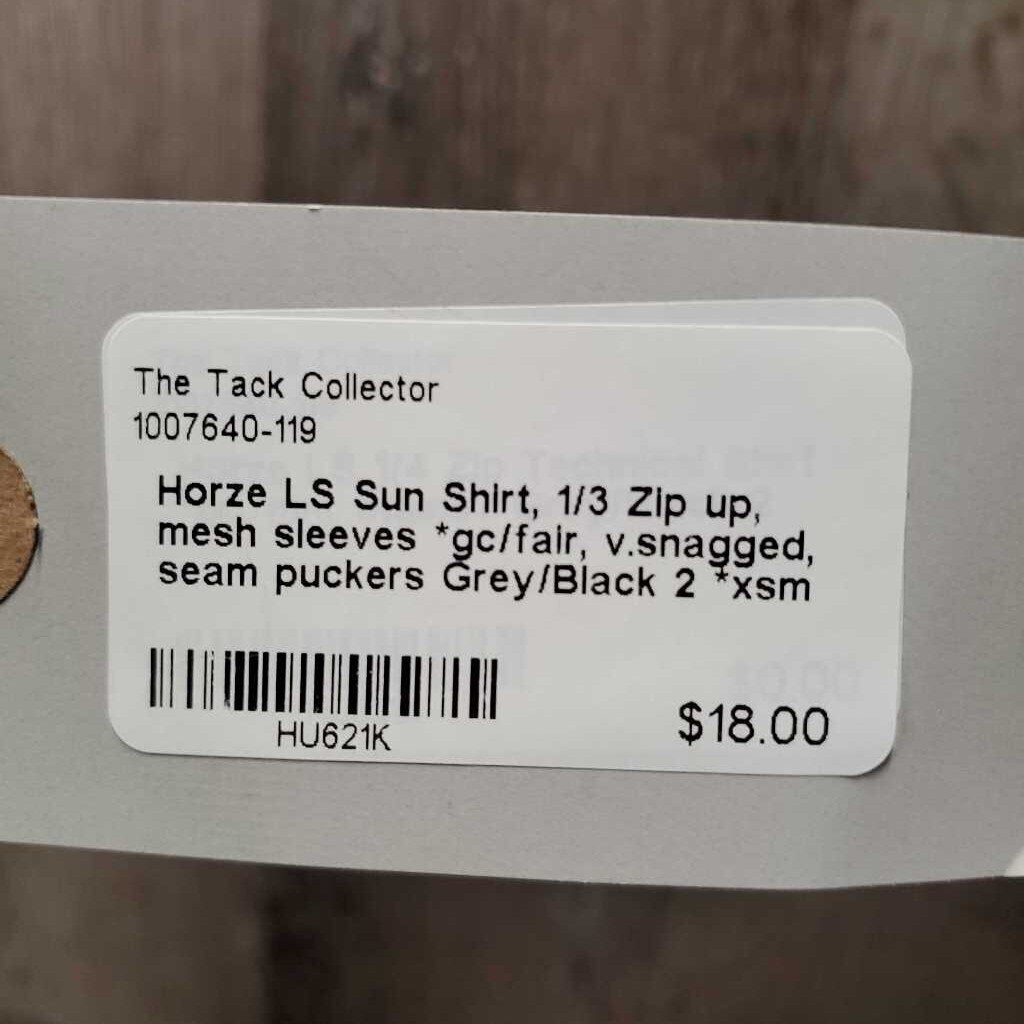 The Tack Collector
1007640-119
Horze LS Sun Shirt, 1/3 Zip up,
mesh sleeves *gc/fair, v.snagged,
seam puckers Grey/Black 2 *xsm
HU621K
$18.00